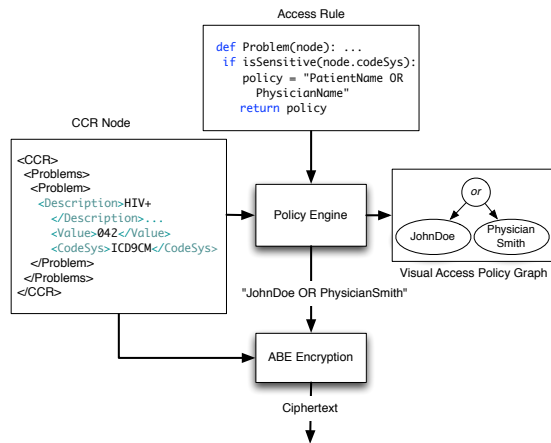 Access Rule
def Problem(node): ...
if isSensitive(node.codeSys):
policy = "PatientName OR
PhysicianName"
return policy
CCR Node
<CCR>
<Problems>
<Problem>
<Description>HIV+
</Description>...
<Value>042</Value>
<CodeSys>ICD9CM</CodeSys>
</Problem>
</Problems>
</CCR>
Policy Engine
or
JohnDoe
Physician
Smith
Visual Access Policy Graph
"JohnDoe OR PhysicianSmith"
ABE Encryption
Ciphertext